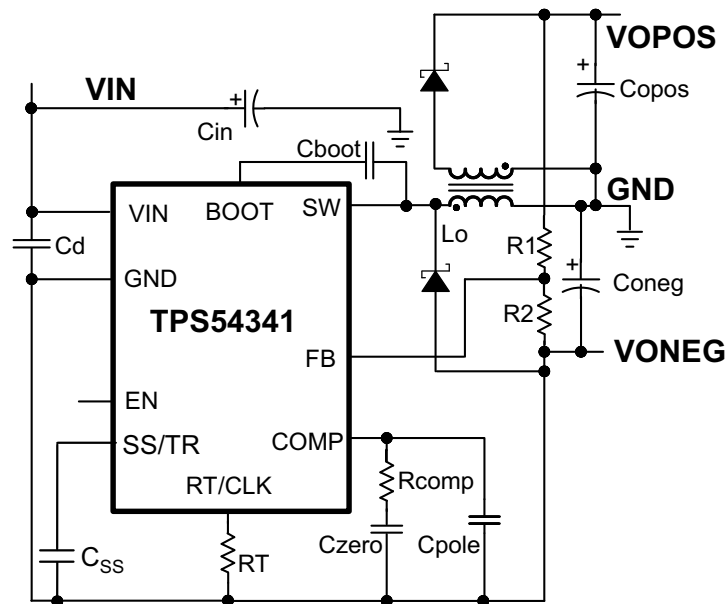 VOPOS
VIN
+
Cin
+
Copos
Cboot
GND
VIN
BOOT
SW
Lo
R1
+
Cd
GND
Coneg
TPS54341
R2
FB
VONEG
EN
SS/TR
COMP
RT/CLK
Rcomp
CSS
RT
Czero
Cpole